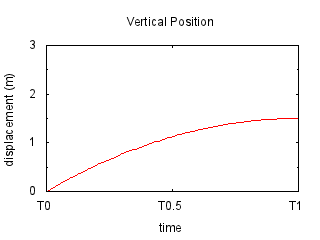 Vertical Position
3
2
1
0
displacement (m)
T0
T0.5
T1
time